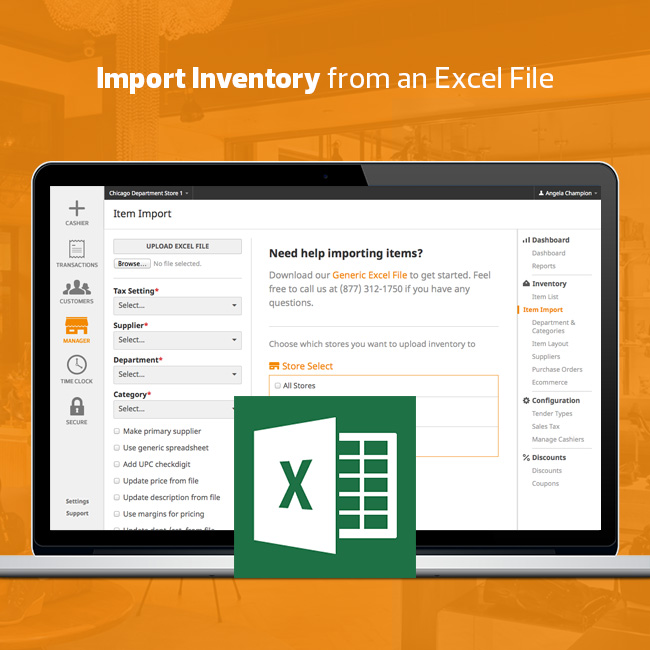 Import Inventory from an Excel File
Chicago Department Store 1
Angela Champion
CASHIER
TRANSACTIONS
CUSTOMERS
MANAGER
TIME CLOCK
SECURE
Settings
Support
Item Import
UPLOAD EXCEL FILE
Browse... No file selected.
Tax Setting*
Select...
Supplier*
Select...
Department*
Select...
Category*
Select...
Make primary supplier
Use generic spreadsheet
Add UPC checkdigit
Update price from file
Update description from file
Use margins for pricing
Need help importing items?
Download our Generic Excel File to get started. Feel
free to call us at (877) 312-1750 if you have any
questions.
Choose which stores you want to upload inventory to
Store Select
All Stores
X
Dashboard
Dashboard
Reports
Inventory
Item List
Item Import
Department &
Categories
Item Layout
Suppliers
Purchase Orders
Ecommerce
Configuration
Tender Types
Sales Tax
Manage Cashiers
Discounts
Discounts
Coupons